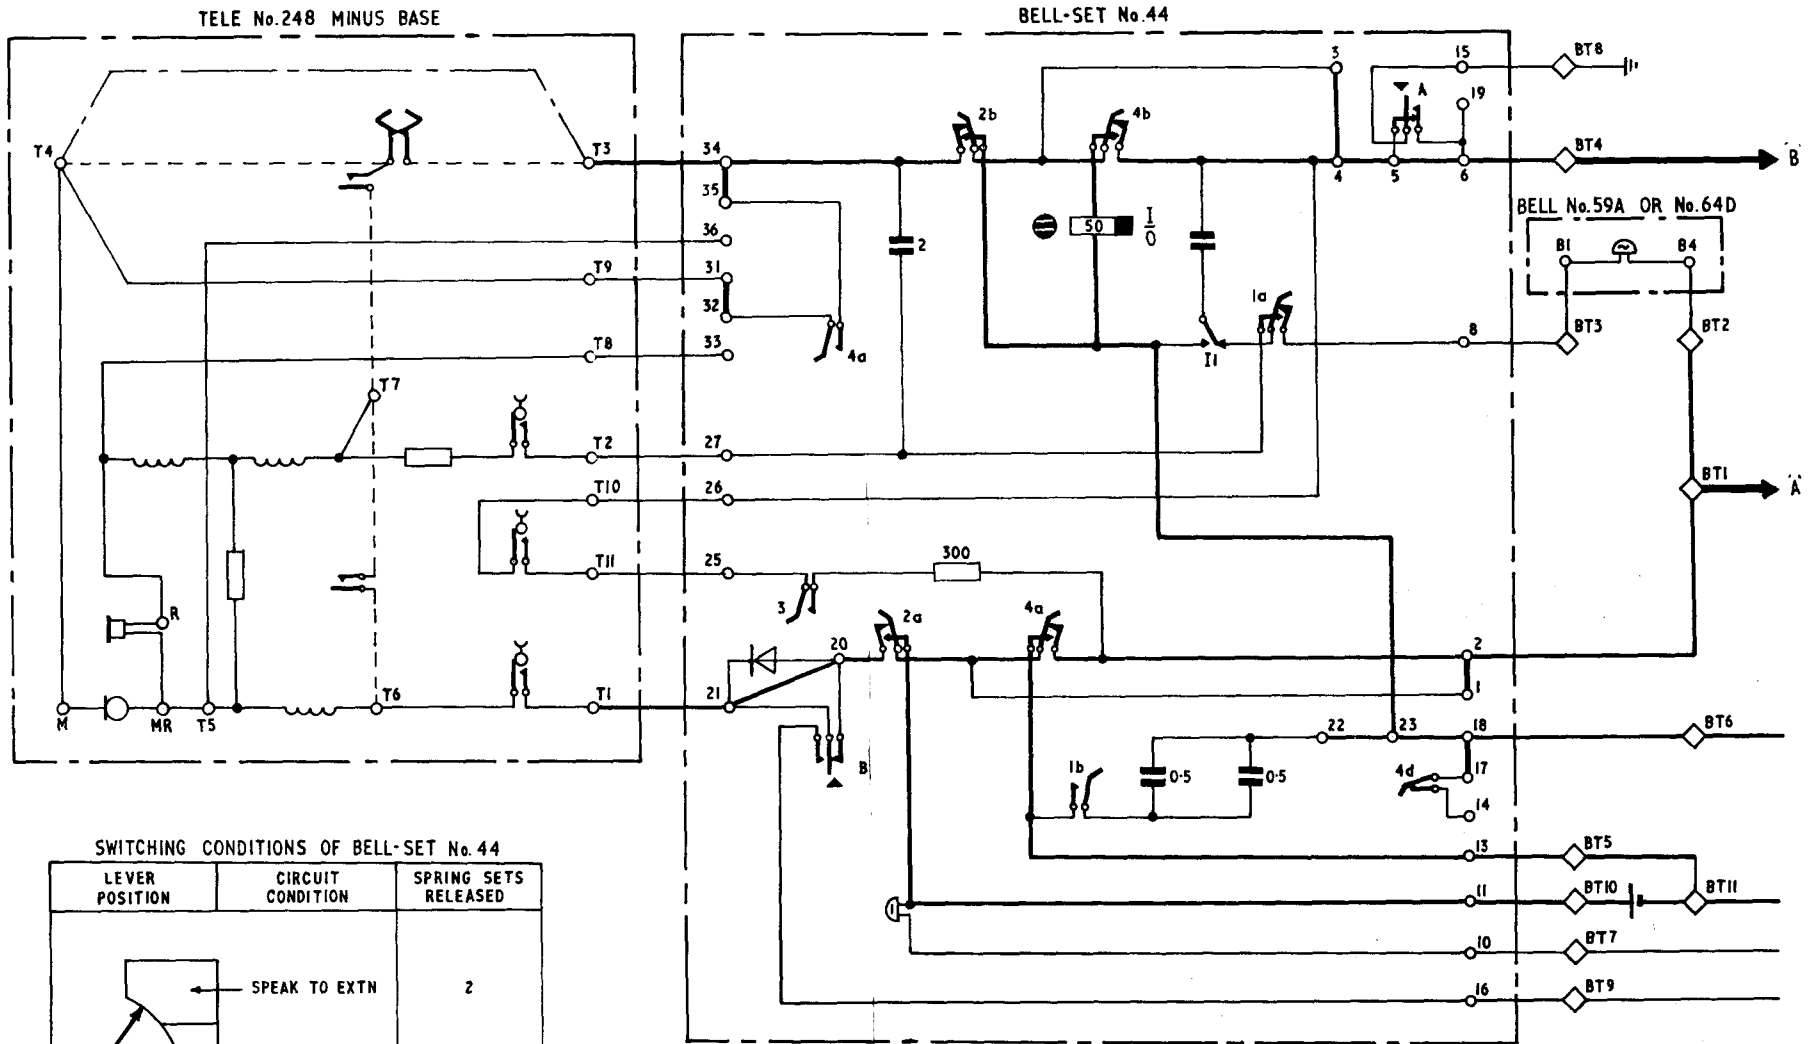 TELE No.248 MINUS BASE
BELL-SET No.44
T4
T3
34
35
36
T9
31
32
T8
33
4a
T7
T2
27
T10
26
T11
25
R
M
MR
T5
T6
T1
21
20
3
300
2a
4a
2b
4b
2
50
I
O
I1
1a
3
4
5
6
A
15
19
8
BT8
BT4
'B'
BELL No.59A OR No.64D
B1
B4
BT3
BT2
BT1
'A'
2
1
22
23
18
BT6
1b
0·5
0·5
4d
17
14
B
13
BT5
11
BT10
BT11
10
BT7
16
BT9
SWITCHING CONDITIONS OF BELL-SET No.44
LEVER POSITION
CIRCUIT CONDITION
SPRING SETS RELEASED
SPEAK TO EXTN
2